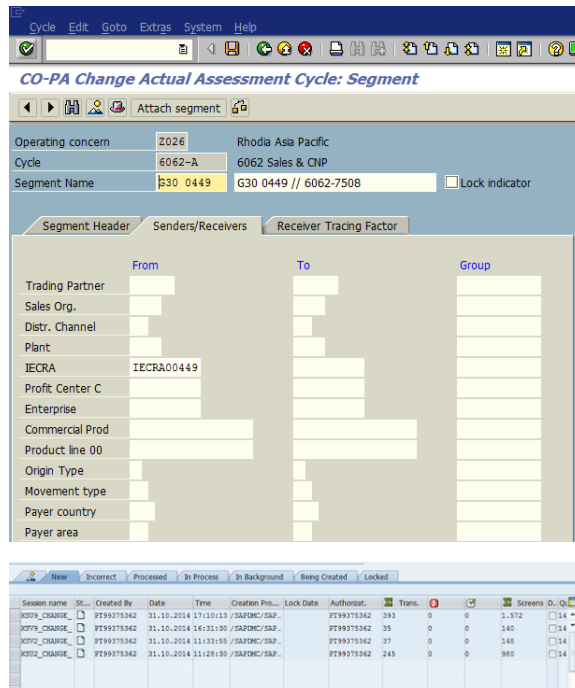 Cycle Edit Goto Extras System Help
CO-PA Change Actual Assessment Cycle: Segment
Attach segment
Operating concern Z026 Rhodia Asia Pacific
Cycle 6062-A 6062 Sales & CNP
Segment Name G30 0449 G30 0449 // 6062-7508 Lock indicator
Segment Header Senders/Receivers Receiver Tracing Factor
From To Group
Trading Partner
Sales Org.
Distr. Channel
Plant
IECRA IECRA00449
Profit Center C
Enterprise
Commercial Prod
Product line 00
Origin Type
Movement type
Payer country
Payer area
New Incorrect Processed In Process In Background Being Created Locked
Session name St... Created By Date Time Creation Pro... Lock Date Authorizat. Trans. Screens D..
KSU9_CHANGE_ PT99375362 31.10.2014 17:10:13 /SAPDMC/SAP.. PT99375362 393 0 0 1.572 14
KSV9_CHANGE_ PT99375362 31.10.2014 16:31:30 /SAPDMC/SAP.. PT99375362 35 0 0 140 14
KSV2_CHANGE_ PT99375362 31.10.2014 11:33:55 /SAPDMC/SAP.. PT99375362 37 0 0 148 14
KSU2_CHANGE_ PT99375362 31.10.2014 11:28:30 /SAPDMC/SAP.. PT99375362 245 0 0 980 14